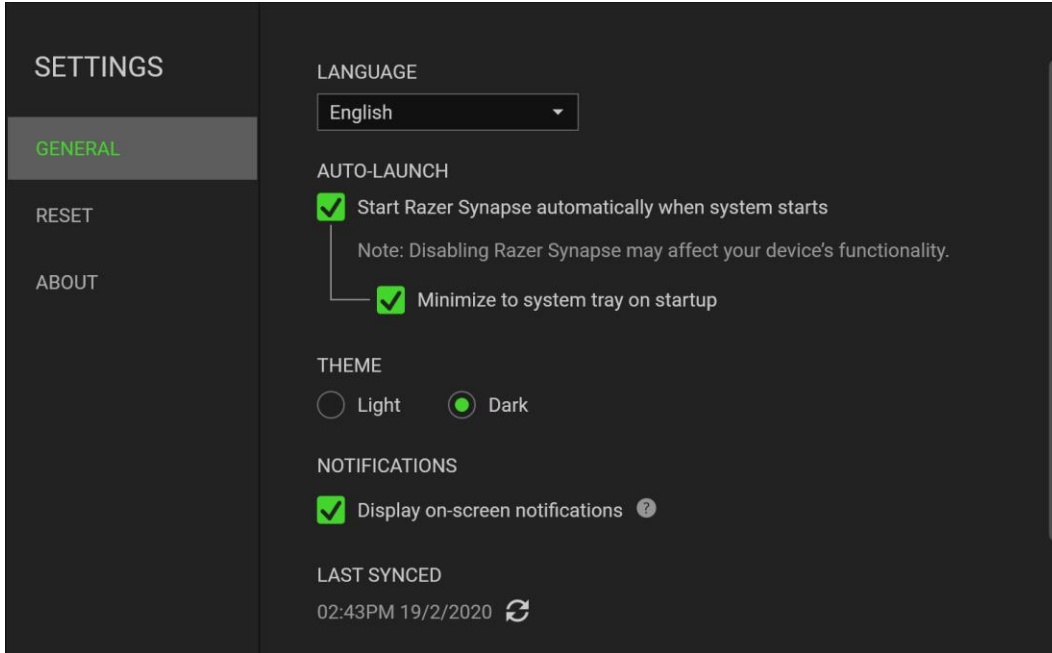 SETTINGS
GENERAL
RESET
ABOUT
LANGUAGE
English
AUTO-LAUNCH
Start Razer Synapse automatically when system starts
Note: Disabling Razer Synapse may affect your device’s functionality.
Minimize to system tray on startup
THEME
Light Dark
NOTIFICATIONS
Display on-screen notifications ?
LAST SYNCED
02:43PM 19/2/2020